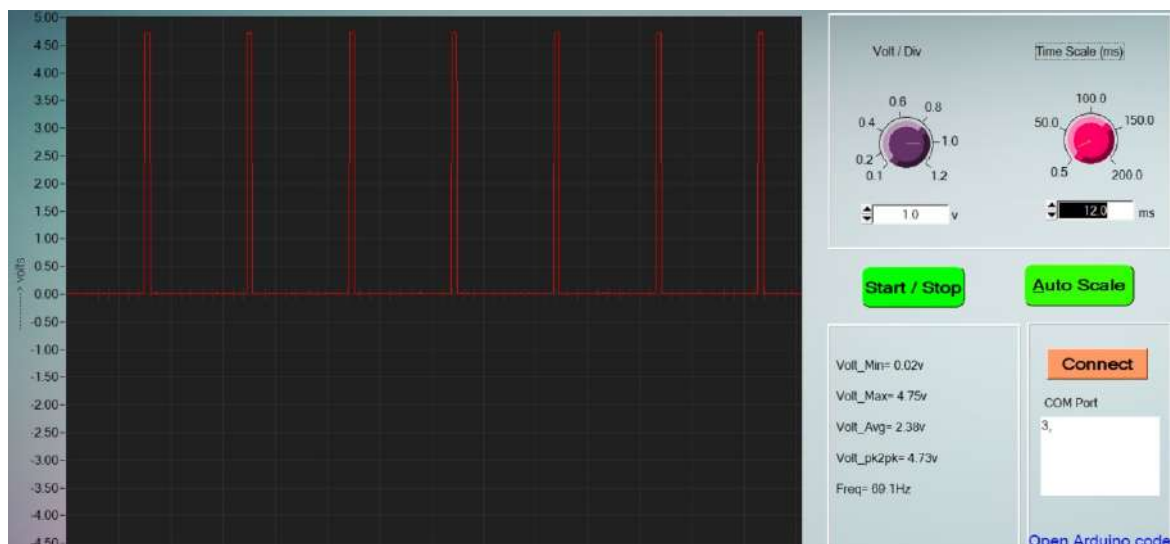 5.00
4.50
4.00
3.50
3.00
2.50
2.00
1.50
1.00
0.50
0.00
-0.50
-1.00
-1.50
-2.00
-2.50
-3.00
-3.50
-4.00
-4.50
----------> volts
Volt / Div
0.1
0.2
0.4
0.6
0.8
1.0
1.2
1.0
v
Time Scale (ms)
0.5
50.0
100.0
150.0
200.0
12.0
ms
Start / Stop
Auto Scale
Volt_Min= 0.02v
Volt_Max= 4.75v
Volt_Avg= 2.38v
Volt_pk2pk= 4.73v
Freq= 69.1Hz
Connect
COM Port
3,
Open Arduino code